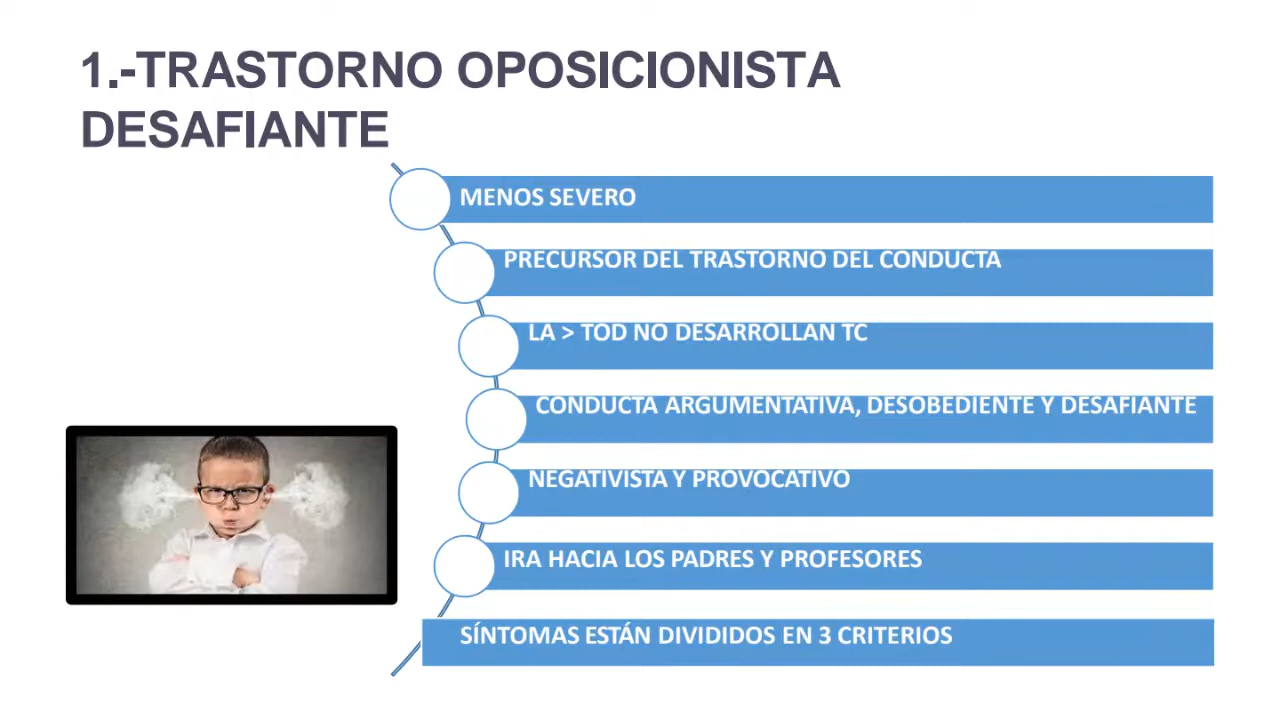 1.-TRASTORNO OPOSICIONISTA
DESAFIANTE
MENOS SEVERO
PRECURSOR DEL TRASTORNO DEL CONDUCTA
LA > TOD NO DESARROLLAN TC
CONDUCTA ARGUMENTATIVA, DESOBEDIENTE Y DESAFIANTE
NEGATIVISTA Y PROVOCATIVO
IRA HACIA LOS PADRES Y PROFESORES
SÍNTOMAS ESTÁN DIVIDIDOS EN 3 CRITERIOS